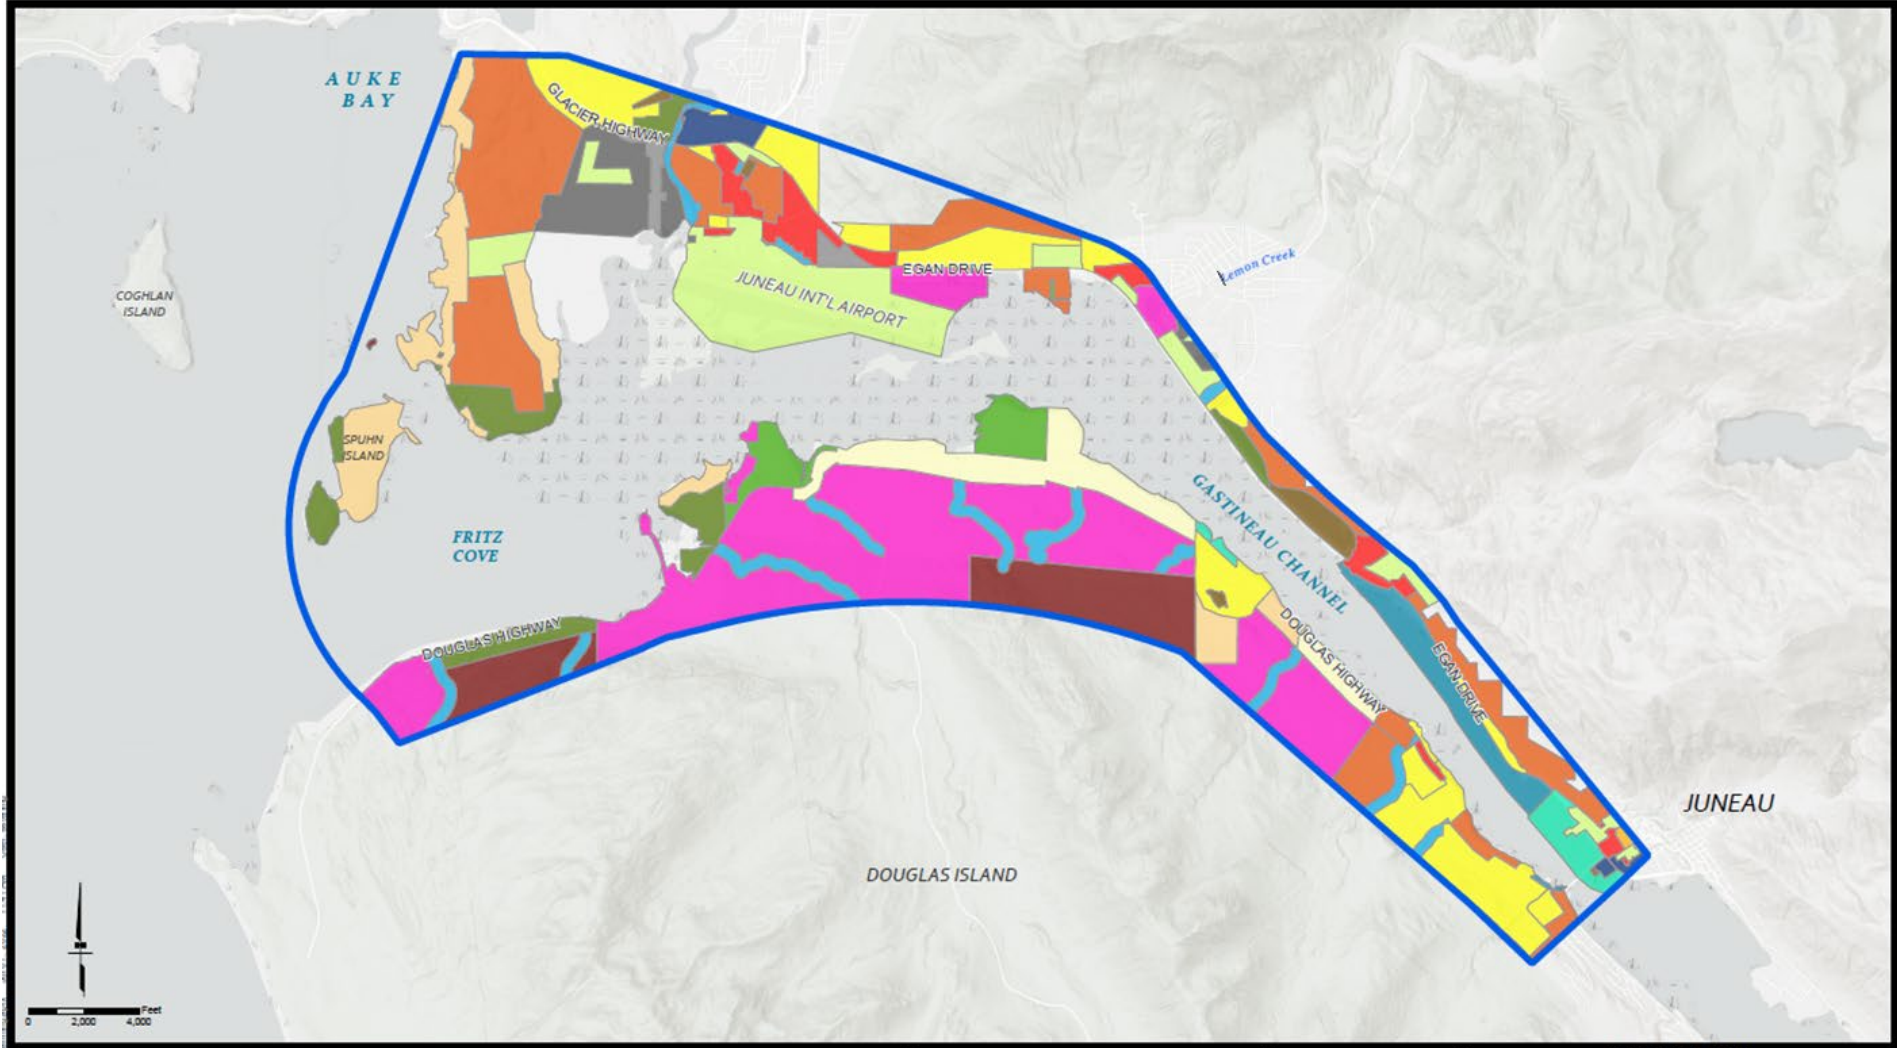 AUKE
BAY
GLACIER HIGHWAY
Lemon Creek
EGAN DRIVE
JUNEAU INT'L AIRPORT
COGHLAN
ISLAND
SPUHN
ISLAND
GASTINEAU CHANNEL
FRITZ
COVE
DOUGLAS HIGHWAY
DOUGLAS HIGHWAY
EGAN DRIVE
JUNEAU
DOUGLAS ISLAND
Feet
0 2,000 4,000